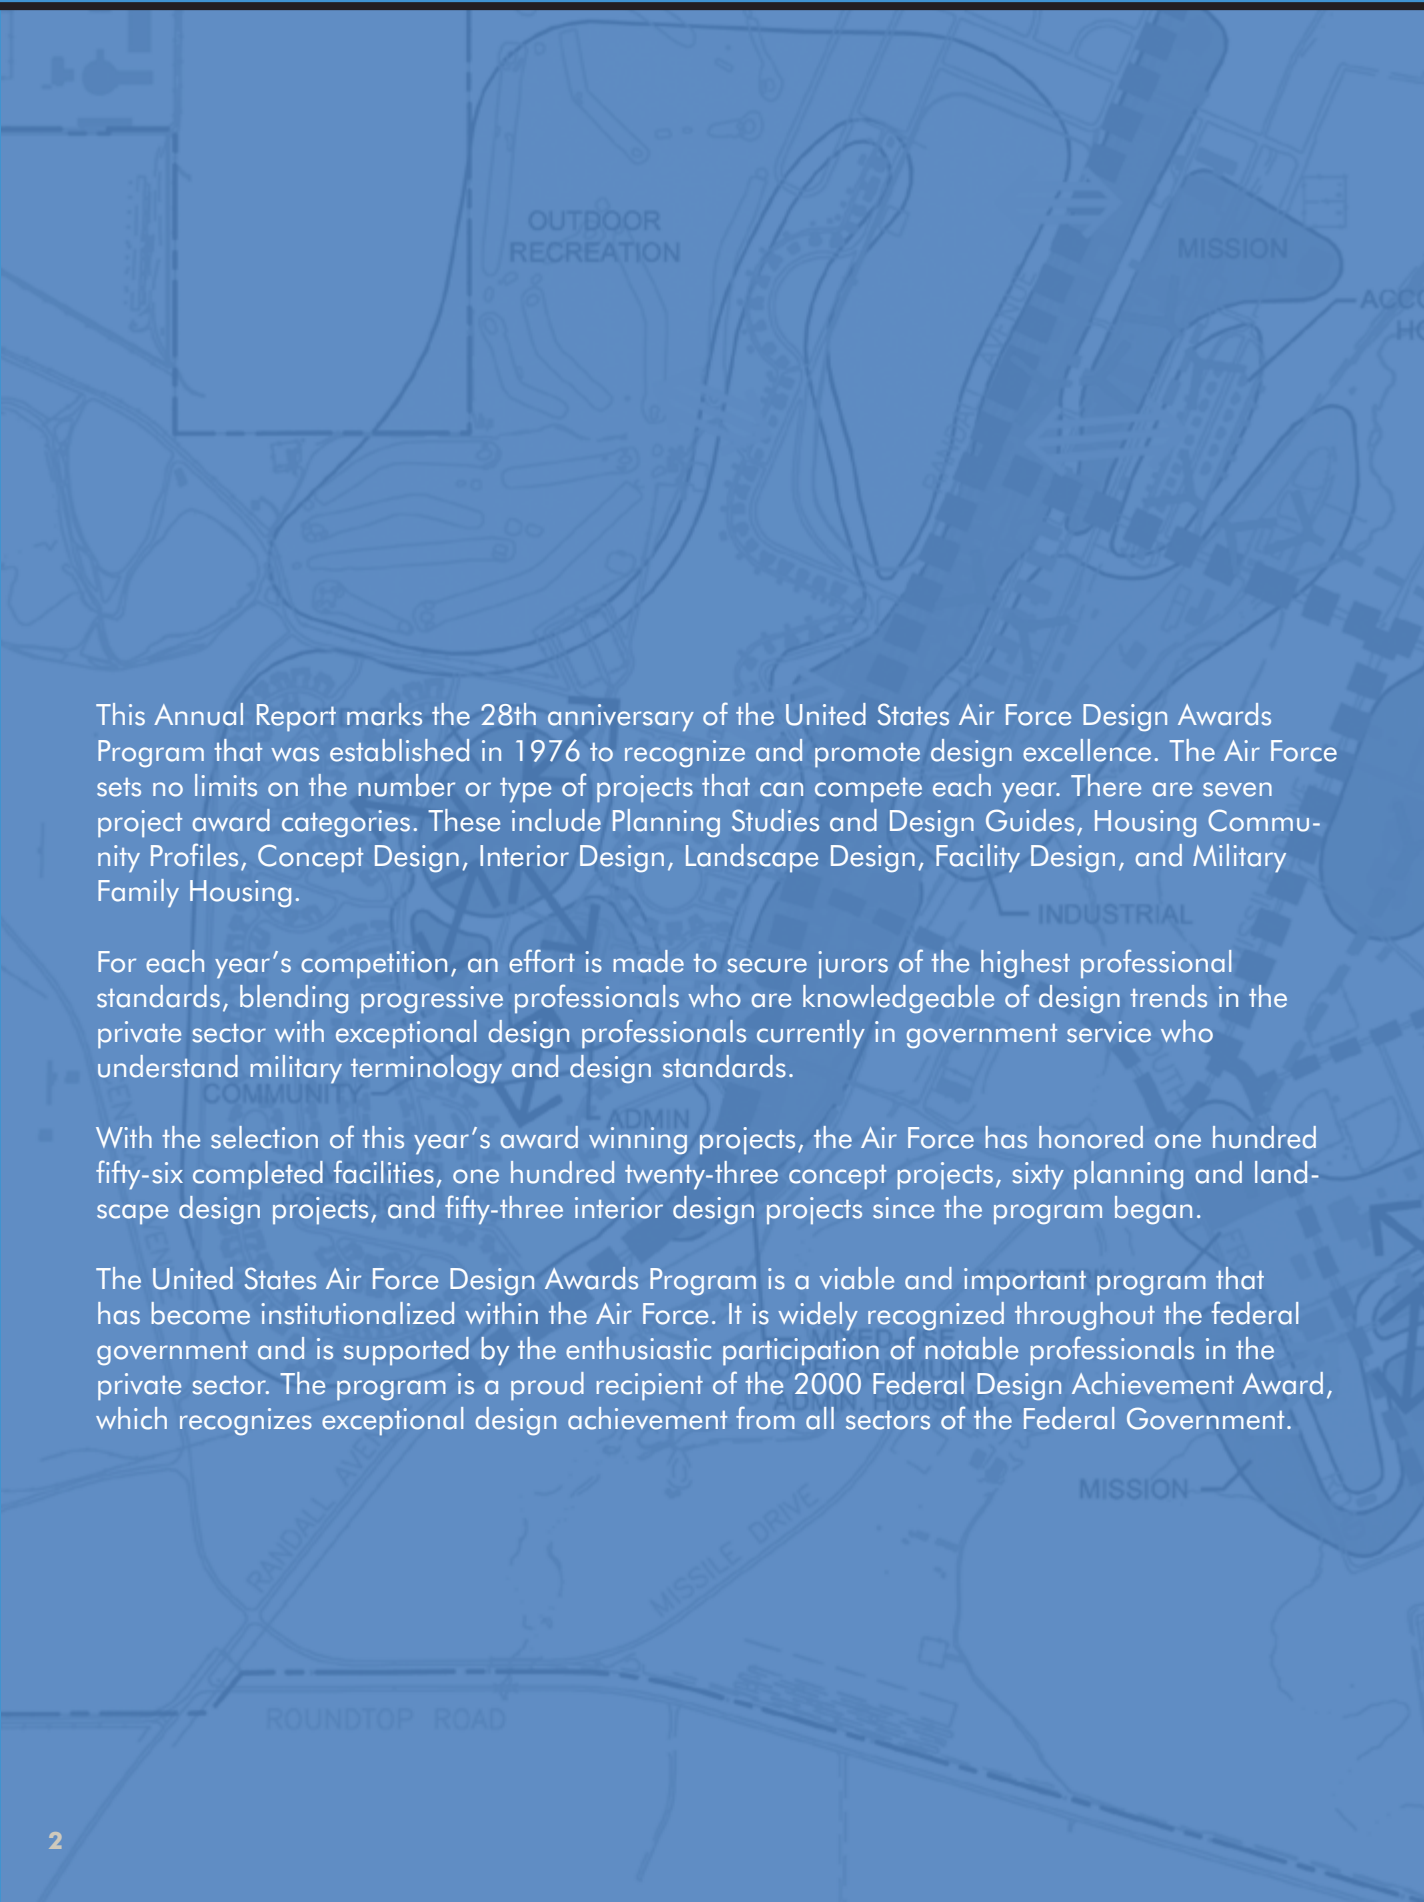 OUTDOOR
RECREATION
MISSION
RANDALL AVENUE
This Annual Report marks the 28th anniversary of the United States Air Force Design Awards
Program that was established in 1976 to recognize and promote design excellence. The Air Force
sets no limits on the number or type of projects that can compete each year. There are seven
project award categories. These include Planning Studies and Design Guides, Housing Commu-
nity Profiles, Concept Design, Interior Design, Landscape Design, Facility Design, and Military
Family Housing.
INDUSTRIAL
For each year’s competition, an effort is made to secure jurors of the highest professional
standards, blending progressive professionals who are knowledgeable of design trends in the
private sector with exceptional design professionals currently in government service who
understand military terminology and design standards.
COMMUNITY
ADMIN
With the selection of this year’s award winning projects, the Air Force has honored one hundred
fifty-six completed facilities, one hundred twenty-three concept projects, sixty planning and land-
scape design projects, and fifty-three interior design projects since the program began.
HOUSING
The United States Air Force Design Awards Program is a viable and important program that
has become institutionalized within the Air Force. It is widely recognized throughout the federal
government and is supported by the enthusiastic participation of notable professionals in the
private sector. The program is a proud recipient of the 2000 Federal Design Achievement Award,
which recognizes exceptional design achievement from all sectors of the Federal Government.
INDUSTRIAL
MIXED-USE
CORE: COMMUNITY
ADMIN, HOUSING
MISSION
RANDALL AVEN
MISSILE DRIVE
ROUNDTOP ROAD
2